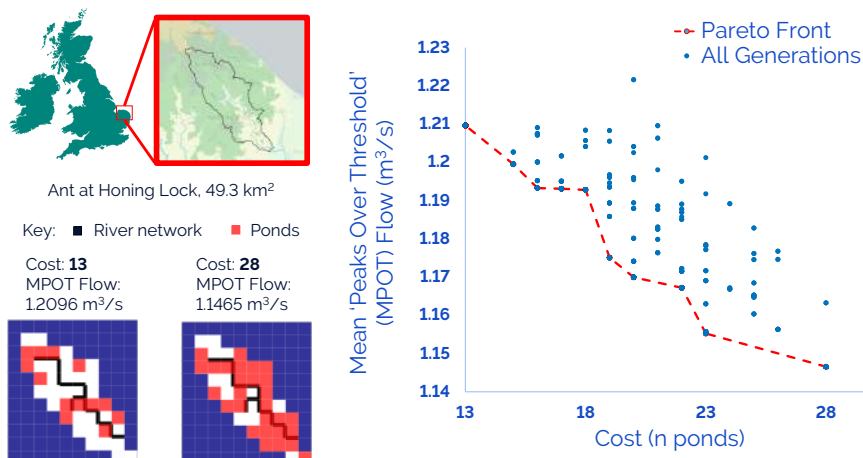 Ant at Honing Lock, 49.3 km²
Key: River network Ponds
Cost: 13
MPOT Flow:
1.2096 m³/s
Cost: 28
MPOT Flow:
1.1465 m³/s
Pareto Front
All Generations
Mean 'Peaks Over Threshold'
(MPOT) Flow (m³/s)
1.23
1.22
1.21
1.2
1.19
1.18
1.17
1.16
1.15
1.14
13
18
23
28
Cost (n ponds)